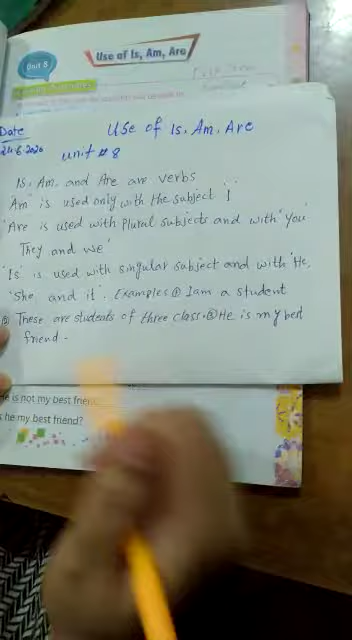 Unit 8
Use of Is, Am, Are
Date
24.6.2020
Use of Is, Am, Are
unit # 8
Is, Am, and Are are verbs
'Am' is used only with the subject I
'Are is used with plural subjects and with 'You'
They and we'
'Is' is used with singular subject and with 'He,
'She and it'. Examples ① I am a student
② These are students of three class. ③ He is my best
friend.
He is not my best friend
he my best friend?